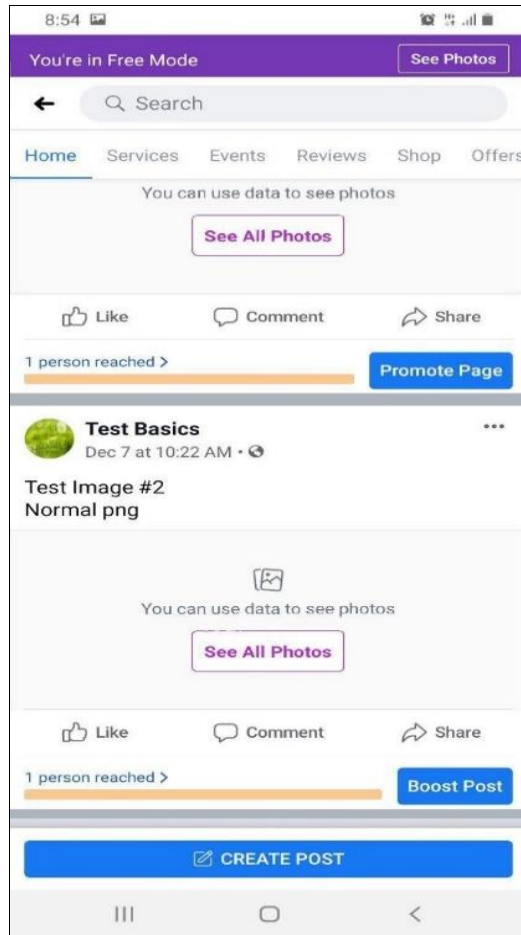 8:54
You're in Free Mode
See Photos
Search
Home Services Events Reviews Shop Offers
You can use data to see photos
See All Photos
Like Comment Share
1 person reached >
Promote Page
Test Basics
Dec 7 at 10:22 AM •
Test Image #2
Normal png
You can use data to see photos
See All Photos
Like Comment Share
1 person reached >
Boost Post
CREATE POST